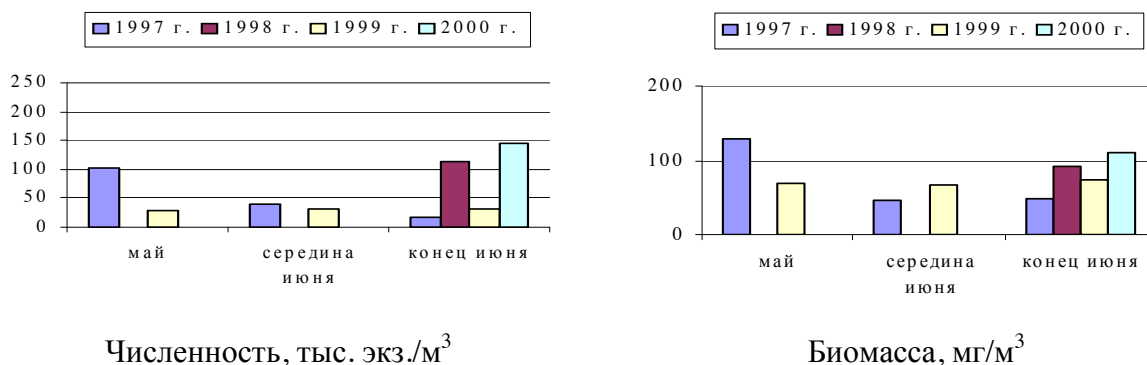 1997 г. 1998 г. 1999 г. 2000 г.
250
200
150
100
50
0
май середина июня конец июня
Численность, тыс. экз./м³
1997 г. 1998 г. 1999 г. 2000 г.
200
100
0
май середина июня конец июня
Биомасса, мг/м³